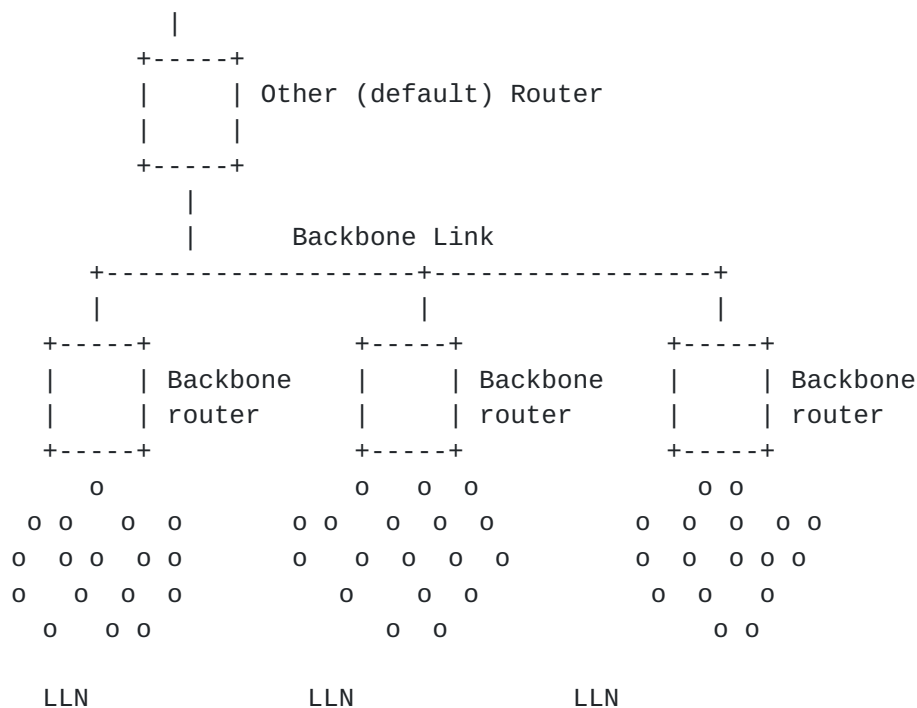 Other (default) Router
Backbone Link
Backbone Backbone Backbone
router router router
o o o o o o
o o o o o o o o o o o o o o
o o o o o o o o o o o o o o o o
o o o o o o o o o o
o o o o o o o
LLN LLN LLN